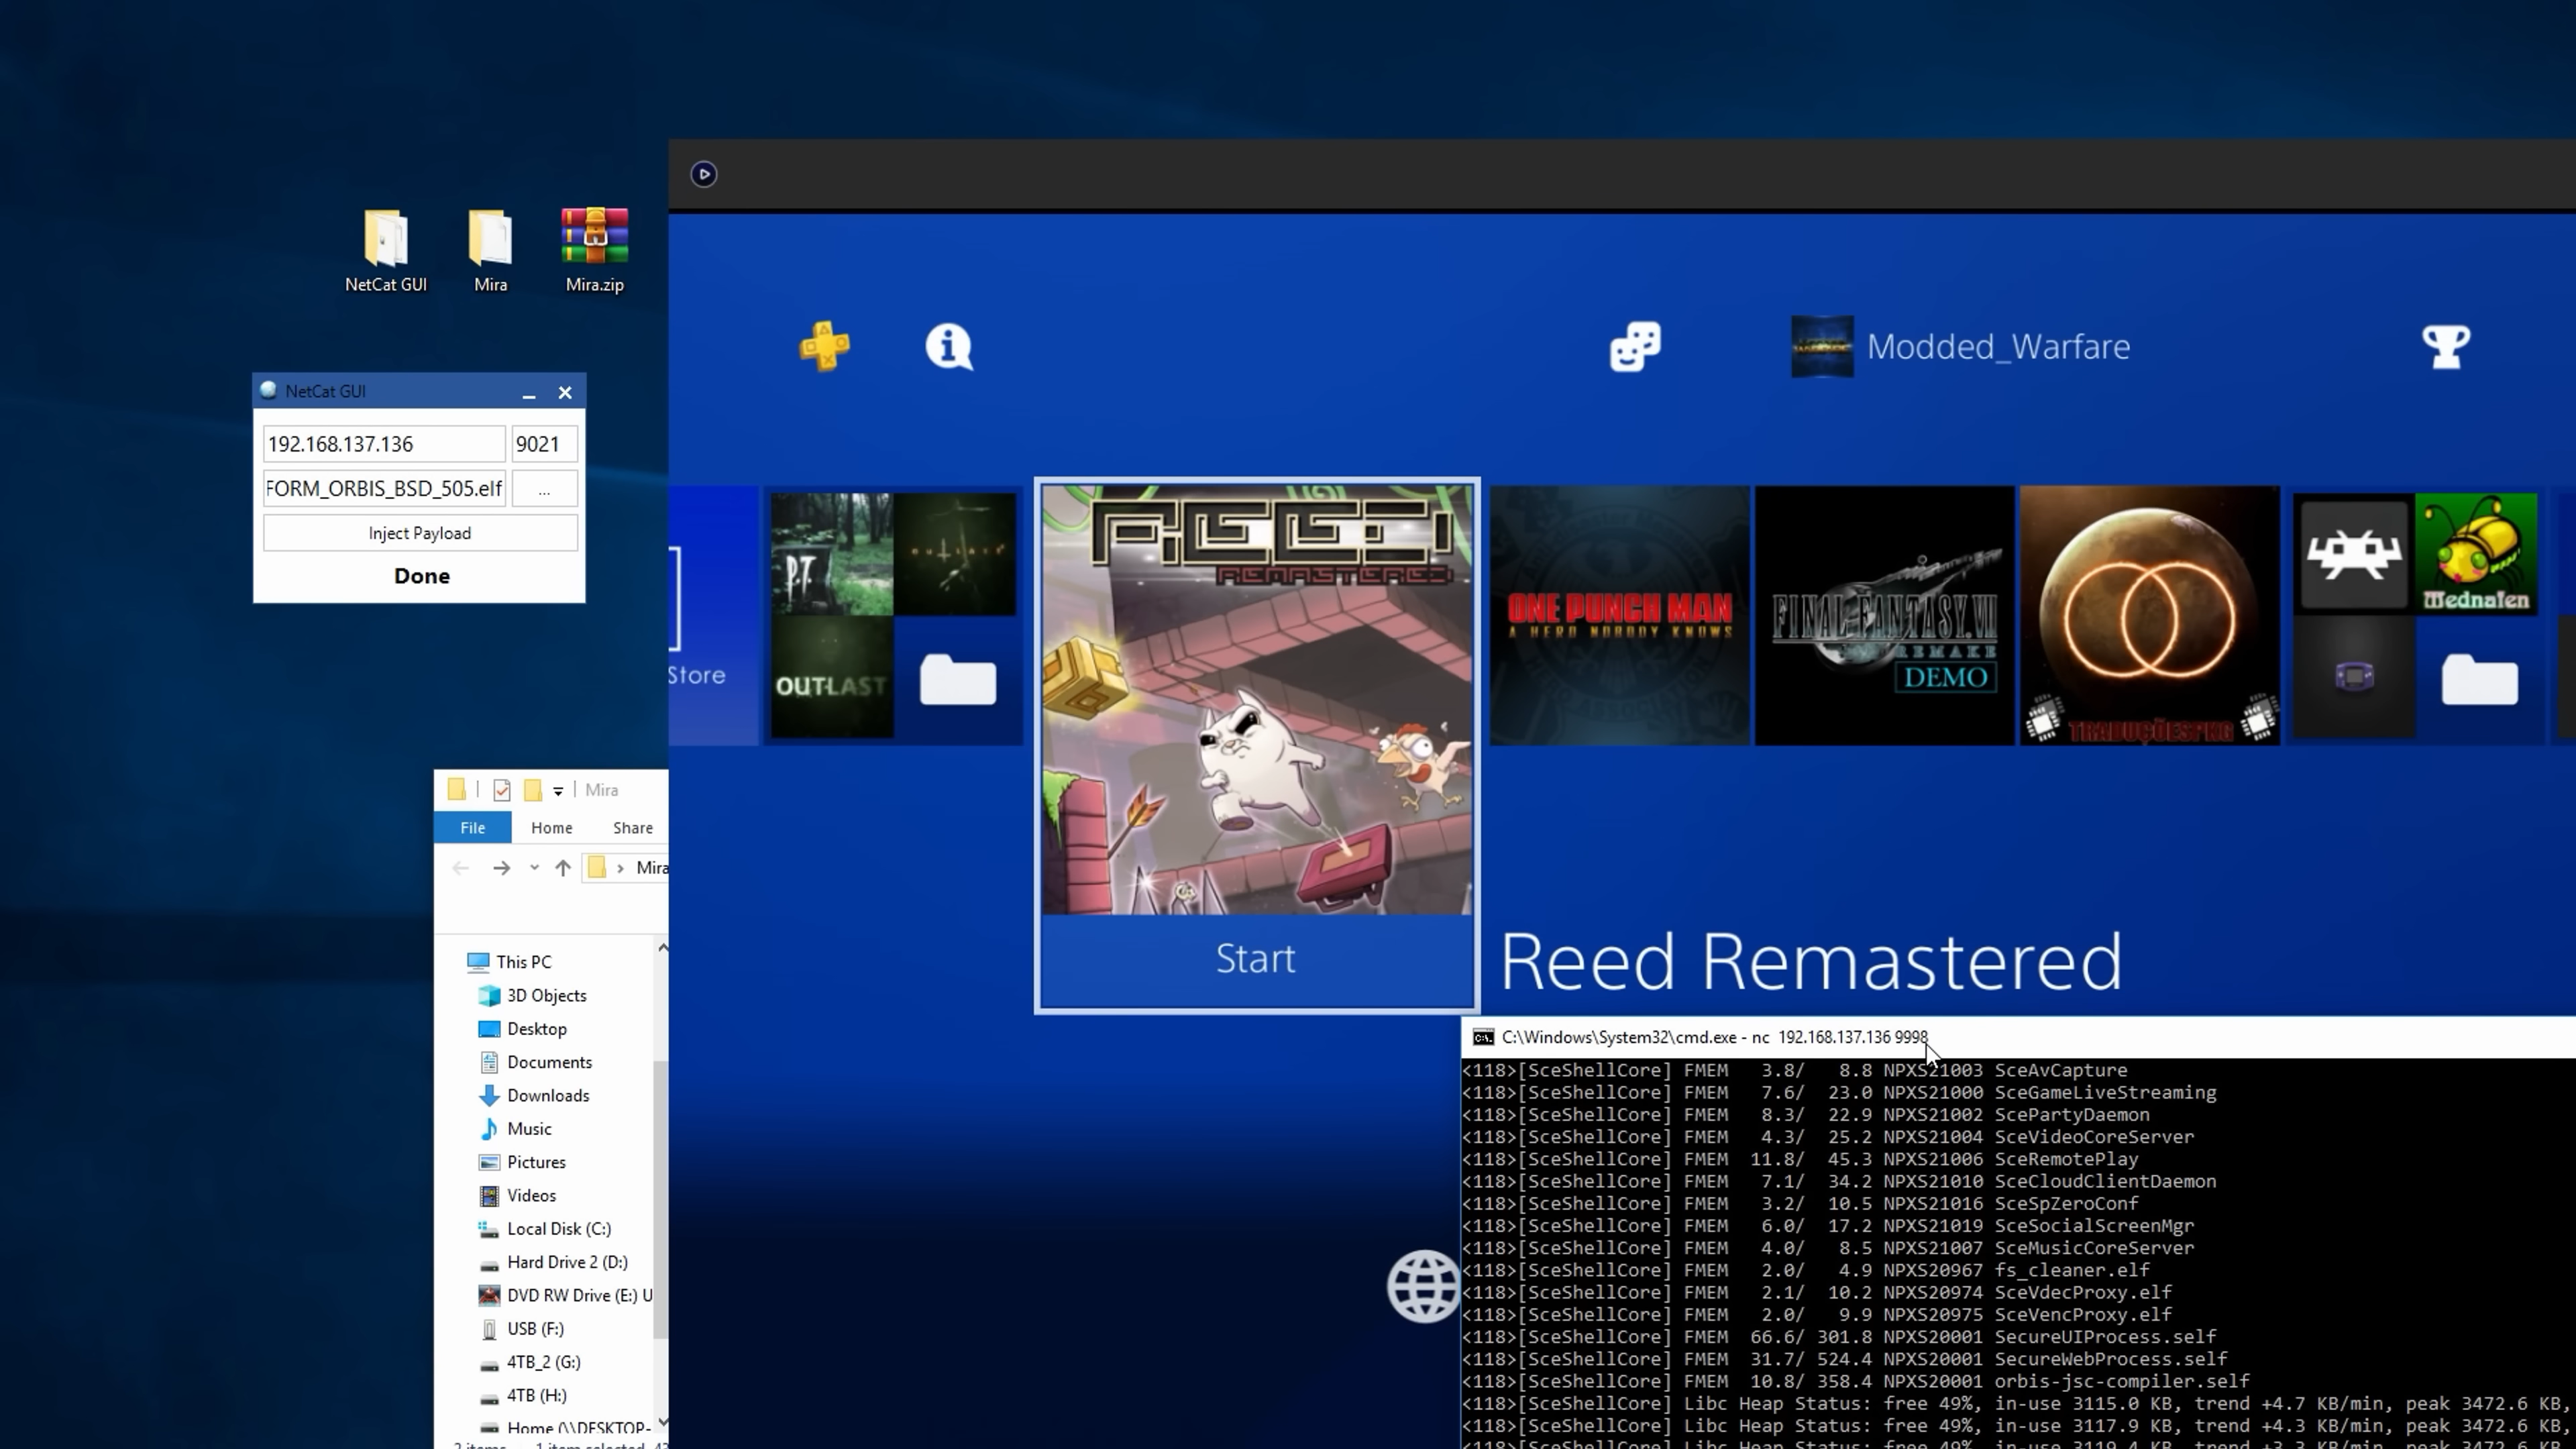 NetCat GUI
Mira
Mira.zip
NetCat GUI
192.168.137.136
9021
FORM_ORBIS_BSD_505.elf
...
Inject Payload
Done
Modded_Warfare
Store
P.T.
OUTLAST
OUTLAST
REED
REMASTERED
Start
ONE PUNCH MAN
A HERO NOBODY KNOWS
FINAL FANTASY VII
REMAKE
DEMO
TRADUÇÕESPKG
Mednafen
Reed Remastered
Mira
File
Home
Share
Mira
This PC
3D Objects
Desktop
Documents
Downloads
Music
Pictures
Videos
Local Disk (C:)
Hard Drive 2 (D:)
DVD RW Drive (E:) U
USB (F:)
4TB_2 (G:)
4TB (H:)
Home (\\DESKTOP-
2 items 1 item selected
C:\Windows\System32\cmd.exe - nc 192.168.137.136 9998
<118>[SceShellCore] FMEM 3.8/ 8.8 NPXS21003 SceAvCapture
<118>[SceShellCore] FMEM 7.6/ 23.0 NPXS21000 SceGameLiveStreaming
<118>[SceShellCore] FMEM 8.3/ 22.9 NPXS21002 ScePartyDaemon
<118>[SceShellCore] FMEM 4.3/ 25.2 NPXS21004 SceVideoCoreServer
<118>[SceShellCore] FMEM 11.8/ 45.3 NPXS21006 SceRemotePlay
<118>[SceShellCore] FMEM 7.1/ 34.2 NPXS21010 SceCloudClientDaemon
<118>[SceShellCore] FMEM 3.2/ 10.5 NPXS21016 SceSpZeroConf
<118>[SceShellCore] FMEM 6.0/ 17.2 NPXS21019 SceSocialScreenMgr
<118>[SceShellCore] FMEM 4.0/ 8.5 NPXS21007 SceMusicCoreServer
<118>[SceShellCore] FMEM 2.0/ 4.9 NPXS20967 fs_cleaner.elf
<118>[SceShellCore] FMEM 2.1/ 10.2 NPXS20974 SceVdecProxy.elf
<118>[SceShellCore] FMEM 2.0/ 9.9 NPXS20975 SceVencProxy.elf
<118>[SceShellCore] FMEM 66.6/ 301.8 NPXS20001 SecureUIProcess.self
<118>[SceShellCore] FMEM 31.7/ 524.4 NPXS20001 SecureWebProcess.self
<118>[SceShellCore] FMEM 10.8/ 358.4 NPXS20001 orbis-jsc-compiler.self
<118>[SceShellCore] Libc Heap Status: free 49%, in-use 3115.0 KB, trend +4.7 KB/min, peak 3472.6 KB,
<118>[SceShellCore] Libc Heap Status: free 49%, in-use 3117.9 KB, trend +4.3 KB/min, peak 3472.6 KB,